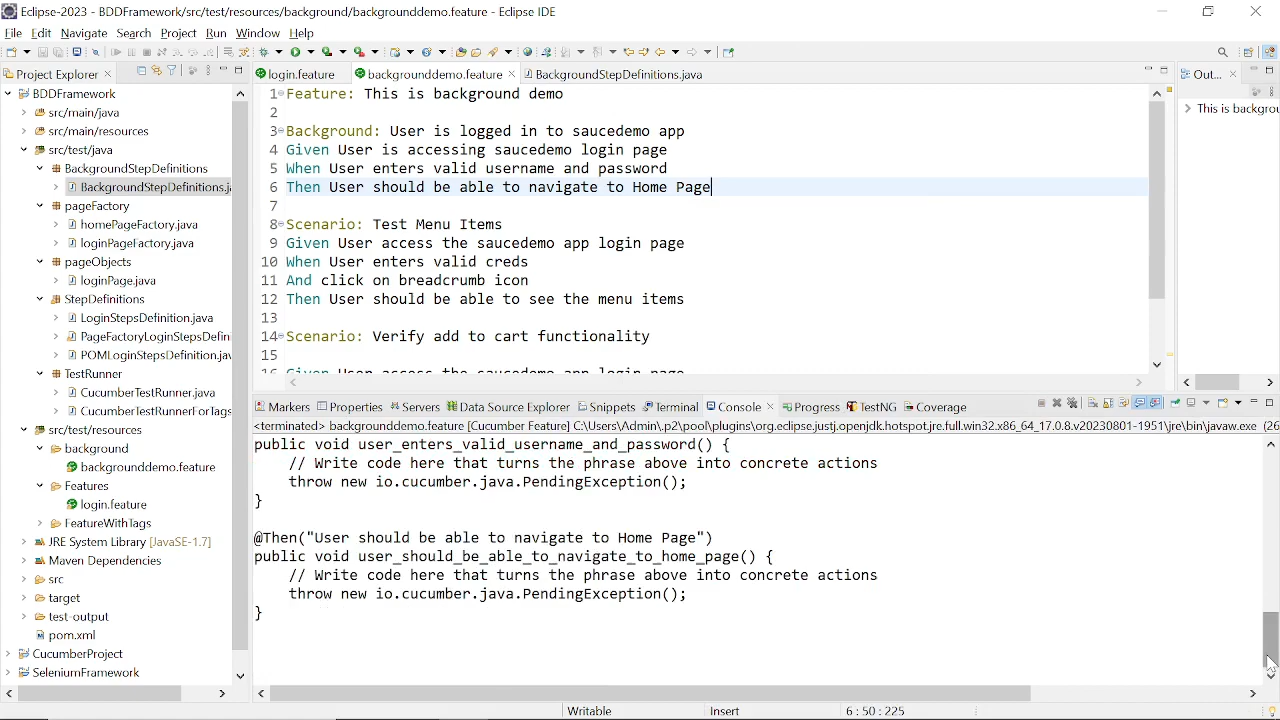 Eclipse-2023 - BDDFramework/src/test/resources/background/backgrounddemo.feature - Eclipse IDE
File Edit Navigate Search Project Run Window Help
Project Explorer
login.feature backgrounddemo.feature BackgroundStepDefinitions.java
Out...
BDDFramework
src/main/java
src/main/resources
src/test/java
BackgroundStepDefinitions
BackgroundStepDefinitions.j
pageFactory
homePageFactory.java
loginPageFactory.java
pageObjects
loginPage.java
StepDefinitions
LoginStepsDefinition.java
PageFactoryLoginStepsDefin
POMLoginStepsDefinition.jav
TestRunner
CucumberTestRunner.java
CucumberTestRunnerForTags
src/test/resources
background
backgrounddemo.feature
Features
login.feature
FeatureWithTags
JRE System Library [JavaSE-1.7]
Maven Dependencies
src
target
test-output
pom.xml
CucumberProject
SeleniumFramework
1 Feature: This is background demo
2
3 Background: User is logged in to saucedemo app
4 Given User is accessing saucedemo login page
5 When User enters valid username and password
6 Then User should be able to navigate to Home Page
7
8 Scenario: Test Menu Items
9 Given User access the saucedemo app login page
10 When User enters valid creds
11 And click on breadcrumb icon
12 Then User should be able to see the menu items
13
14 Scenario: Verify add to cart functionality
15
16 Given User access the saucedemo app login page
This is backgrou
Markers Properties Servers Data Source Explorer Snippets Terminal Console Progress TestNG Coverage
<terminated> backgrounddemo.feature [Cucumber Feature] C:\Users\Admin\.p2\pool\plugins\org.eclipse.justj.openjdk.hotspot.jre.full.win32.x86_64_17.0.8.v20230801-1951\jre\bin\javaw.exe (26
public void user_enters_valid_username_and_password() {
// Write code here that turns the phrase above into concrete actions
throw new io.cucumber.java.PendingException();
}
@Then("User should be able to navigate to Home Page")
public void user_should_be_able_to_navigate_to_home_page() {
// Write code here that turns the phrase above into concrete actions
throw new io.cucumber.java.PendingException();
}
Writable Insert 6 : 50 : 225